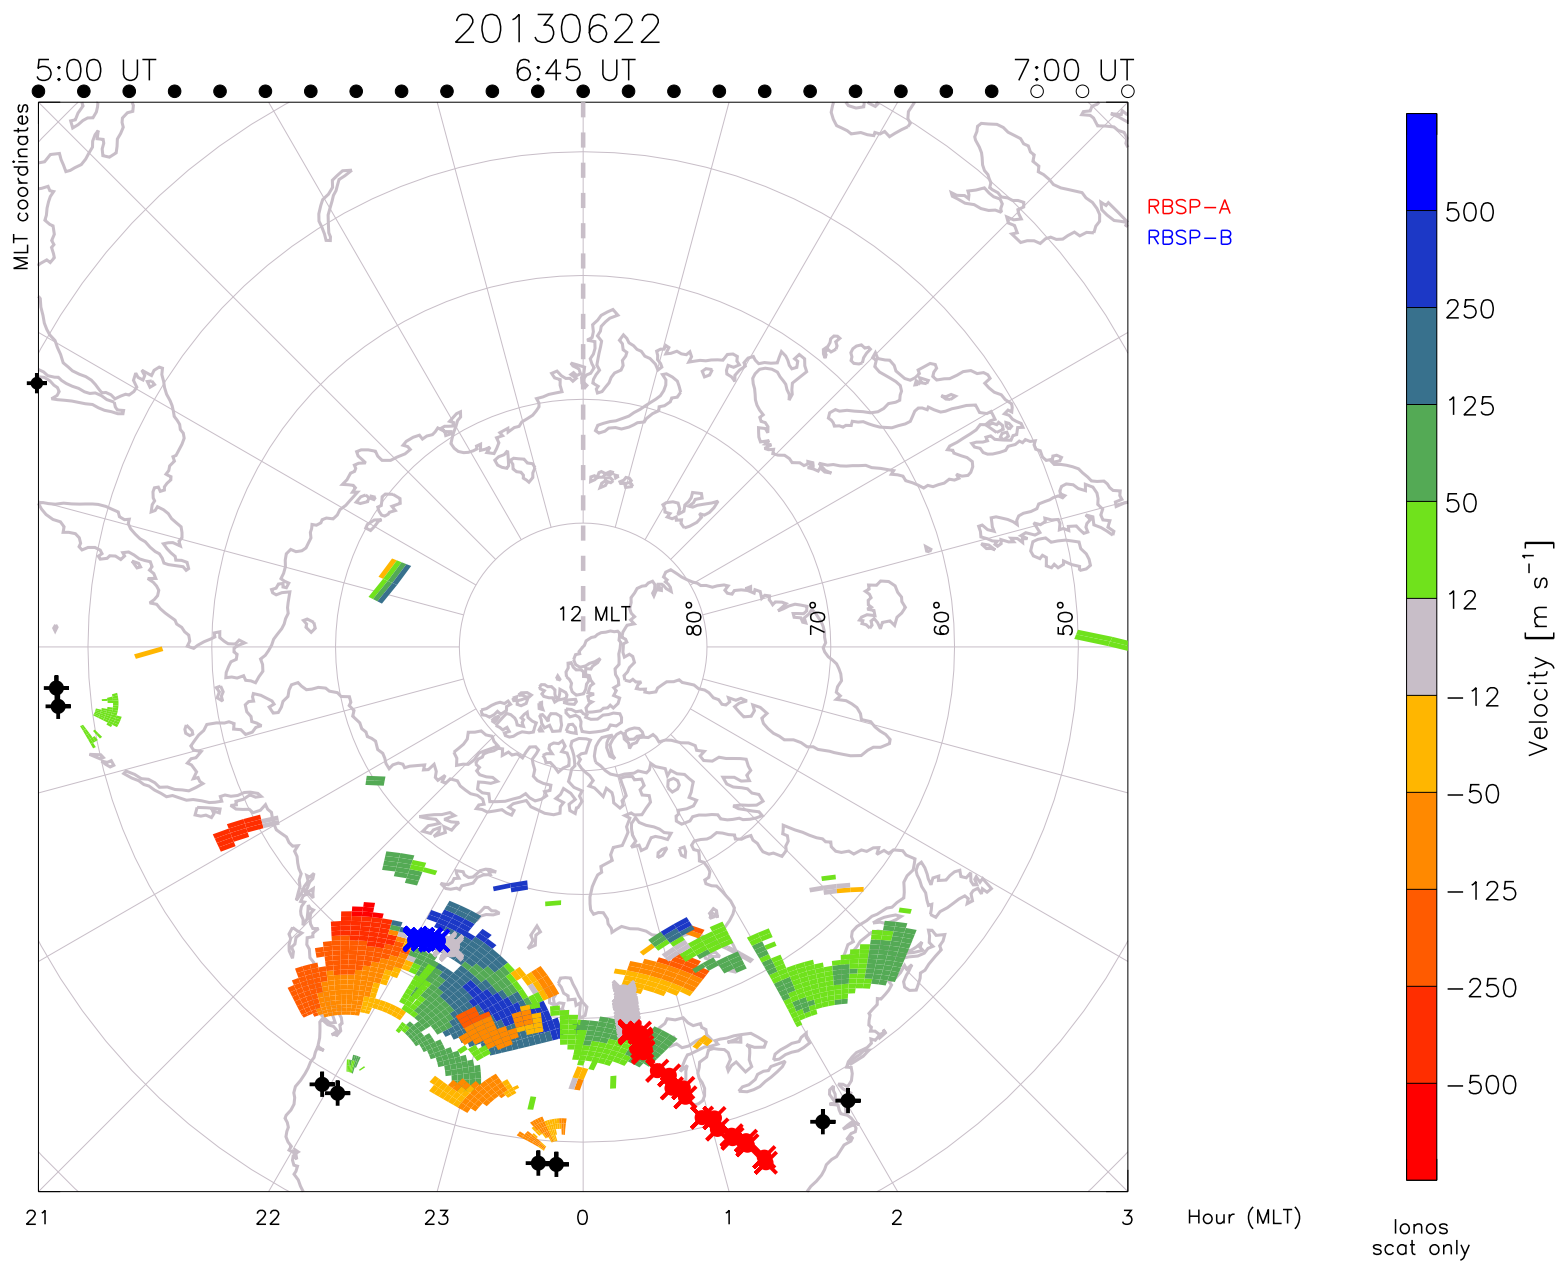 20130622
5:00 UT 6:45 UT 7:00 UT
MLT coordinates
RBSP-A
RBSP-B
12 MLT
80° 70° 60° 50°
500
250
125
50
12
-12
-50
-125
-250
-500
Velocity [m s⁻¹]
21 22 23 0 1 2 3 Hour (MLT)
Ionos
scat only